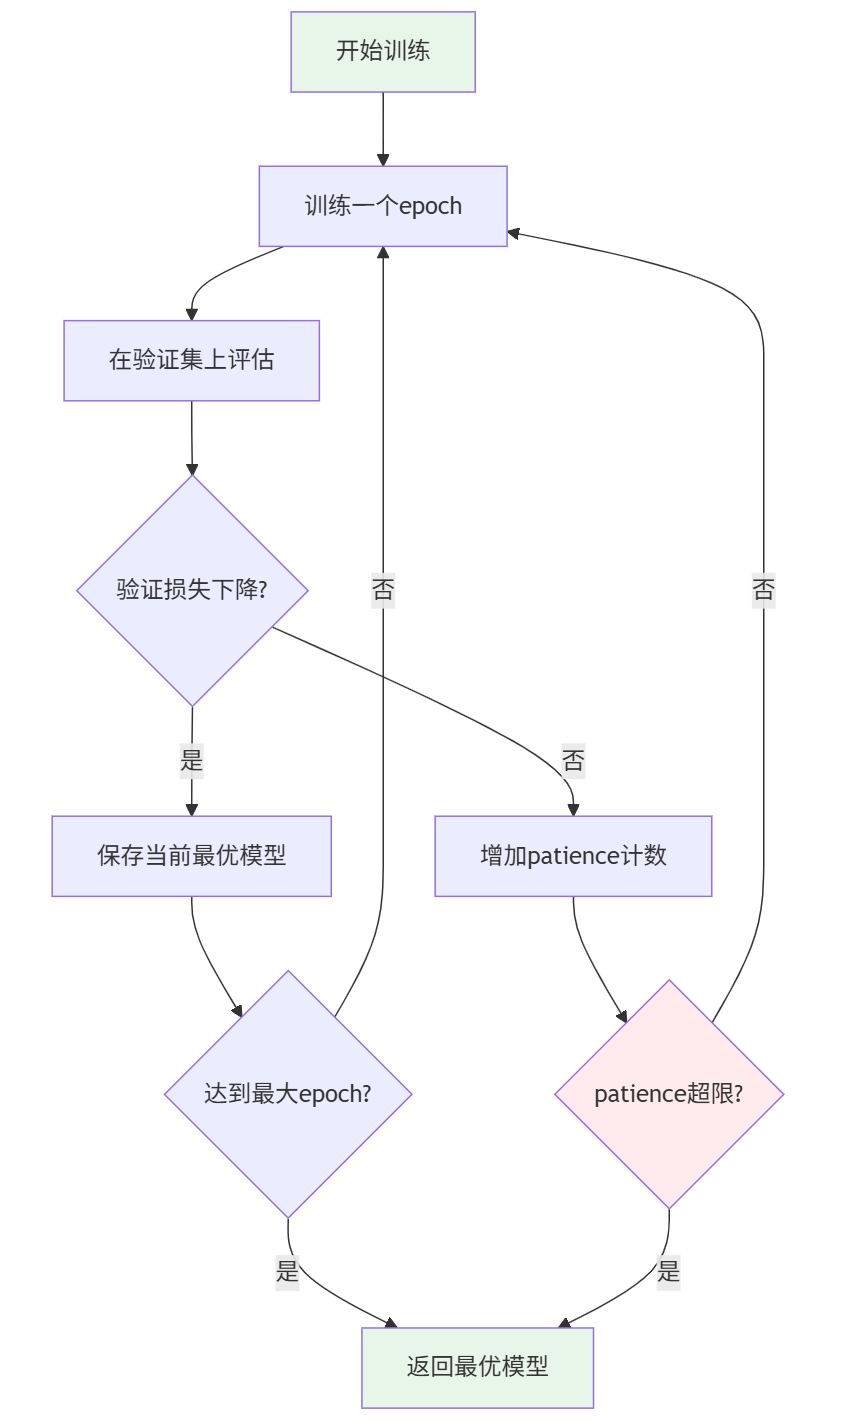 开始训练
训练一个epoch
在验证集上评估
验证损失下降?
否
否
是
否
保存当前最优模型
增加patience计数
达到最大epoch?
patience超限?
是
是
返回最优模型